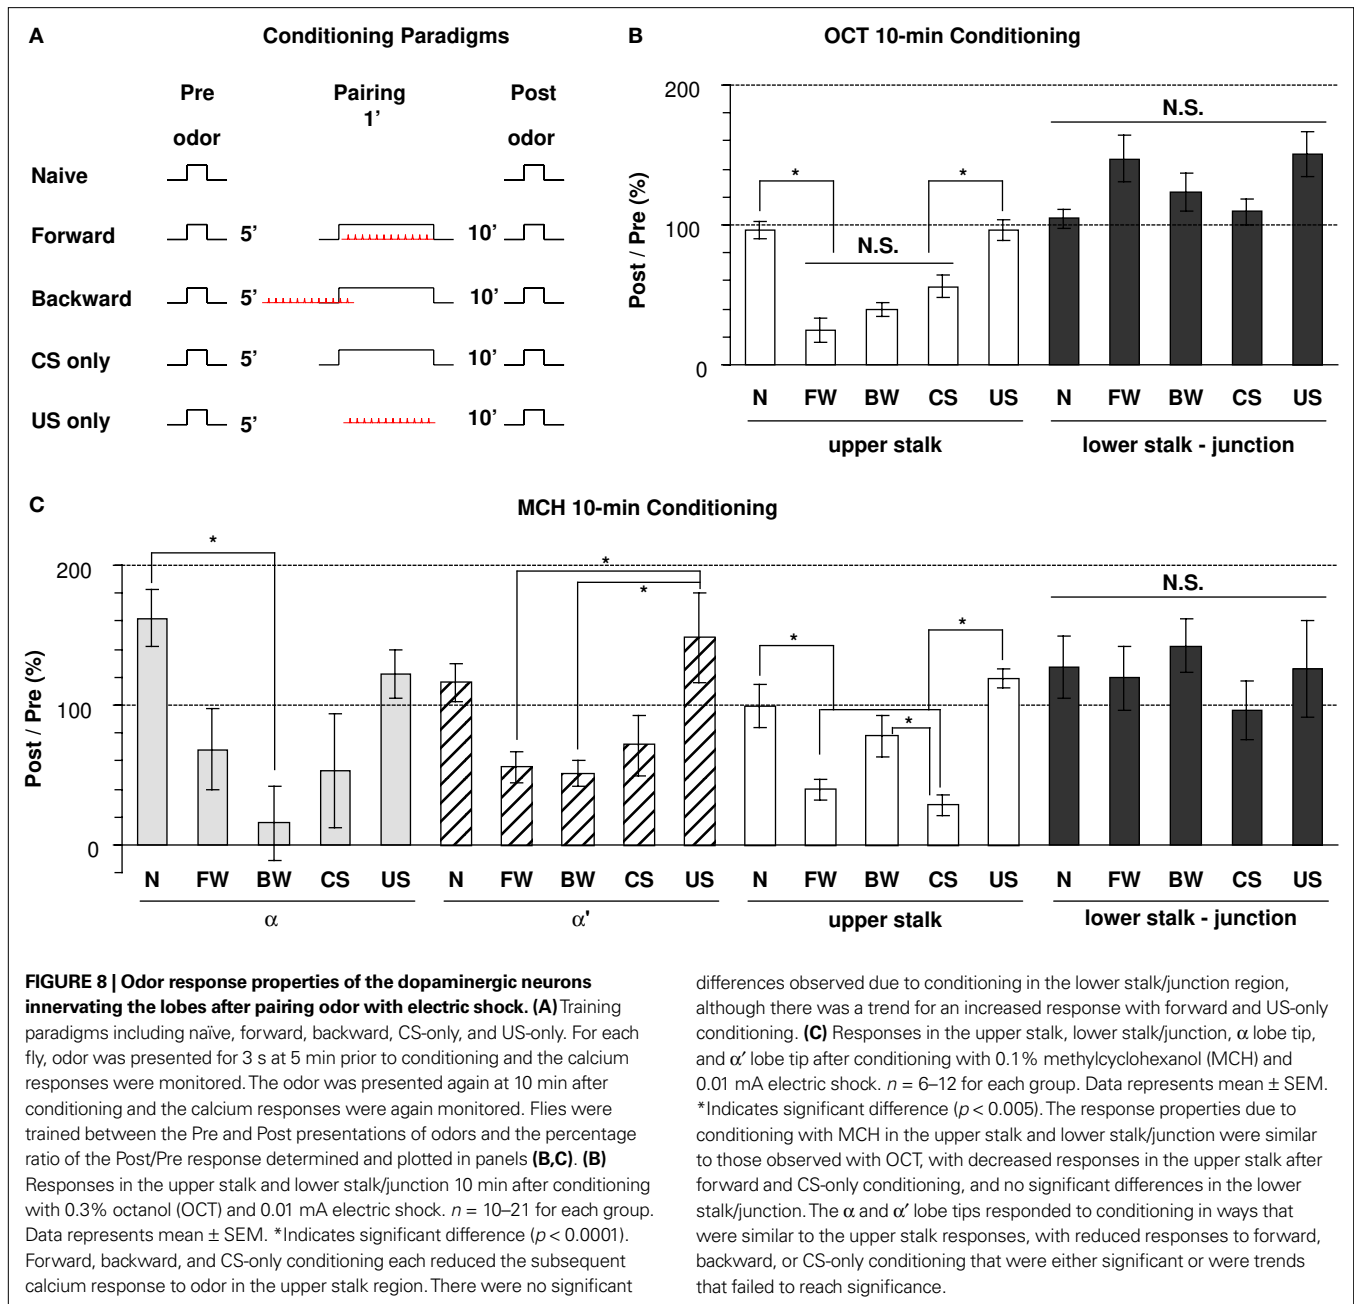 A
Conditioning Paradigms
Pre
Pairing
Post
1’
odor
odor
Naive
Forward 5’ 10’
Backward 5’ 10’
CS only 5’ 10’
US only 5’ 10’
B
OCT 10-min Conditioning
Post / Pre (%)
200
100
0
*
N.S.
*
N.S.
N FW BW CS US N FW BW CS US
upper stalk
lower stalk - junction
C
MCH 10-min Conditioning
Post / Pre (%)
200
100
0
*
*
*
*
*
*
N.S.
N FW BW CS US N FW BW CS US N FW BW CS US N FW BW CS US
α
α'
upper stalk
lower stalk - junction
FIGURE 8 | Odor response properties of the dopaminergic neurons
innervating the lobes after pairing odor with electric shock. (A) Training
paradigms including naïve, forward, backward, CS-only, and US-only. For each
fly, odor was presented for 3 s at 5 min prior to conditioning and the calcium
responses were monitored. The odor was presented again at 10 min after
conditioning and the calcium responses were again monitored. Flies were
trained between the Pre and Post presentations of odors and the percentage
ratio of the Post/Pre response determined and plotted in panels (B,C). (B)
Responses in the upper stalk and lower stalk/junction 10 min after conditioning
with 0.3% octanol (OCT) and 0.01 mA electric shock. n = 10–21 for each group.
Data represents mean ± SEM. *Indicates significant difference (p < 0.0001).
Forward, backward, and CS-only conditioning each reduced the subsequent
calcium response to odor in the upper stalk region. There were no significant
differences observed due to conditioning in the lower stalk/junction region,
although there was a trend for an increased response with forward and US-only
conditioning. (C) Responses in the upper stalk, lower stalk/junction, α lobe tip,
and α′ lobe tip after conditioning with 0.1% methylcyclohexanol (MCH) and
0.01 mA electric shock. n = 6–12 for each group. Data represents mean ± SEM.
*Indicates significant difference (p < 0.005). The response properties due to
conditioning with MCH in the upper stalk and lower stalk/junction were similar
to those observed with OCT, with decreased responses in the upper stalk after
forward and CS-only conditioning, and no significant differences in the lower
stalk/junction. The α and α′ lobe tips responded to conditioning in ways that
were similar to the upper stalk responses, with reduced responses to forward,
backward, or CS-only conditioning that were either significant or were trends
that failed to reach significance.